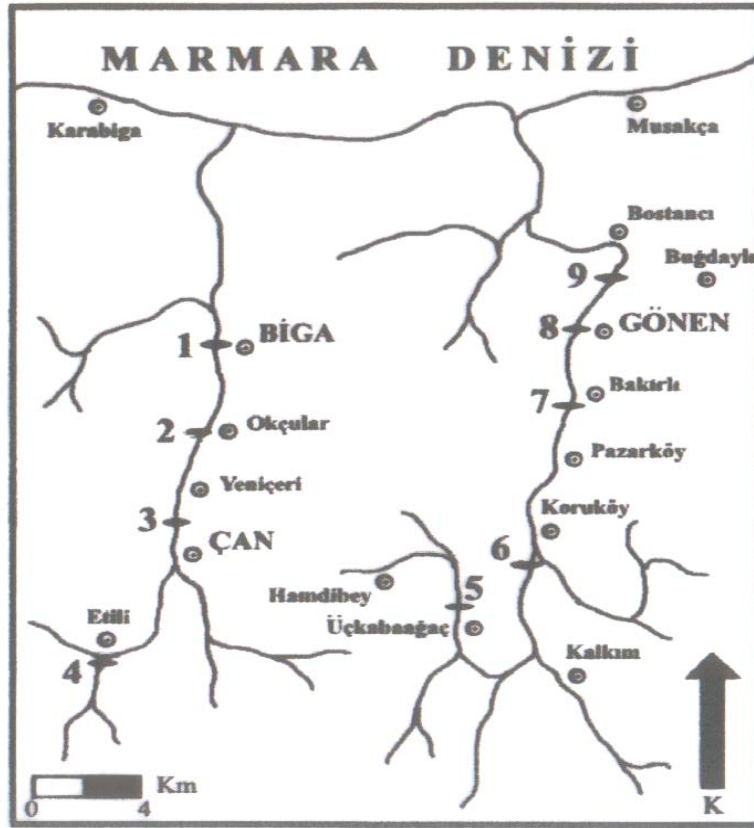 MARMARA DENİZİ
Karabiga
Musakça
Bostancı
Buğdaylı
9
8
GÖNEN
1
BİGA
Bakırlı
7
2
Okçular
Pazarköy
Yeniçeri
Koruköy
3
ÇAN
6
Hamdibey
5
Etili
Üçkabaağaç
4
Kalkım
Km
0
4
K